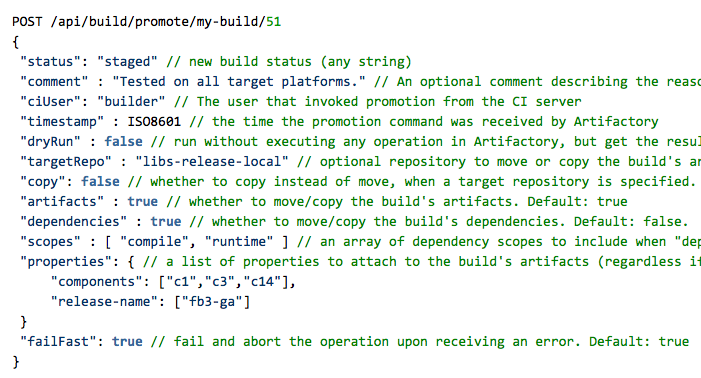 POST /api/build/promote/my-build/51
{
"status": "staged" // new build status (any string)
"comment" : "Tested on all target platforms." // An optional comment describing the reaso
"ciUser": "builder" // The user that invoked promotion from the CI server
"timestamp" : ISO8601 // the time the promotion command was received by Artifactory
"dryRun" : false // run without executing any operation in Artifactory, but get the resul
"targetRepo" : "libs-release-local" // optional repository to move or copy the build's ar
"copy": false // whether to copy instead of move, when a target repository is specified.
"artifacts" : true // whether to move/copy the build's artifacts. Default: true
"dependencies" : true // whether to move/copy the build's dependencies. Default: false.
"scopes" : [ "compile", "runtime" ] // an array of dependency scopes to include when "dep
"properties": { // a list of properties to attach to the build's artifacts (regardless if
"components": ["c1","c3","c14"],
"release-name": ["fb3-ga"]
}
"failFast": true // fail and abort the operation upon receiving an error. Default: true
}